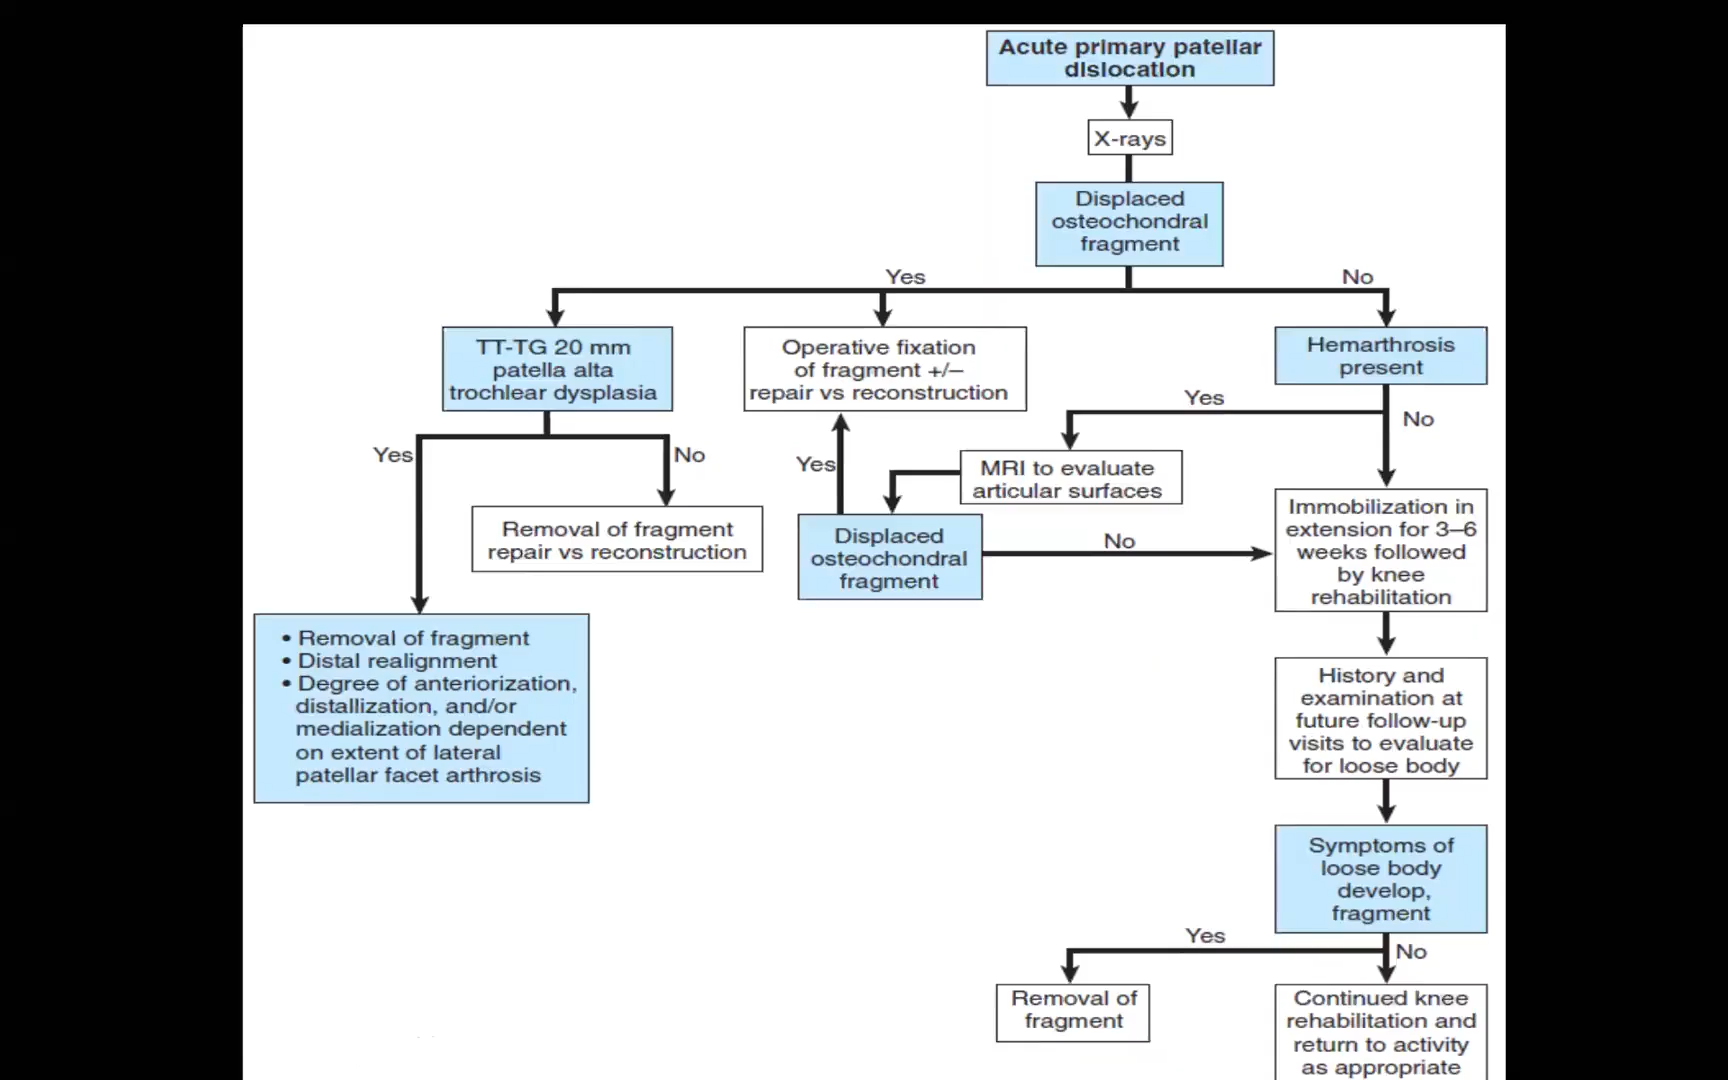 Acute primary patellar
dislocation
X-rays
Displaced
osteochondral
fragment
Yes
No
TT-TG 20 mm
patella alta
trochlear dysplasia
Operative fixation
of fragment +/–
repair vs reconstruction
Hemarthrosis
present
Yes
No
Yes
No
Yes
MRI to evaluate
articular surfaces
Removal of fragment
repair vs reconstruction
Displaced
osteochondral
fragment
No
Immobilization in
extension for 3–6
weeks followed
by knee
rehabilitation
• Removal of fragment
• Distal realignment
• Degree of anteriorization,
distallization, and/or
medialization dependent
on extent of lateral
patellar facet arthrosis
History and
examination at
future follow-up
visits to evaluate
for loose body
Symptoms of
loose body
develop,
fragment
Yes
No
Removal of
fragment
Continued knee
rehabilitation and
return to activity
as appropriate